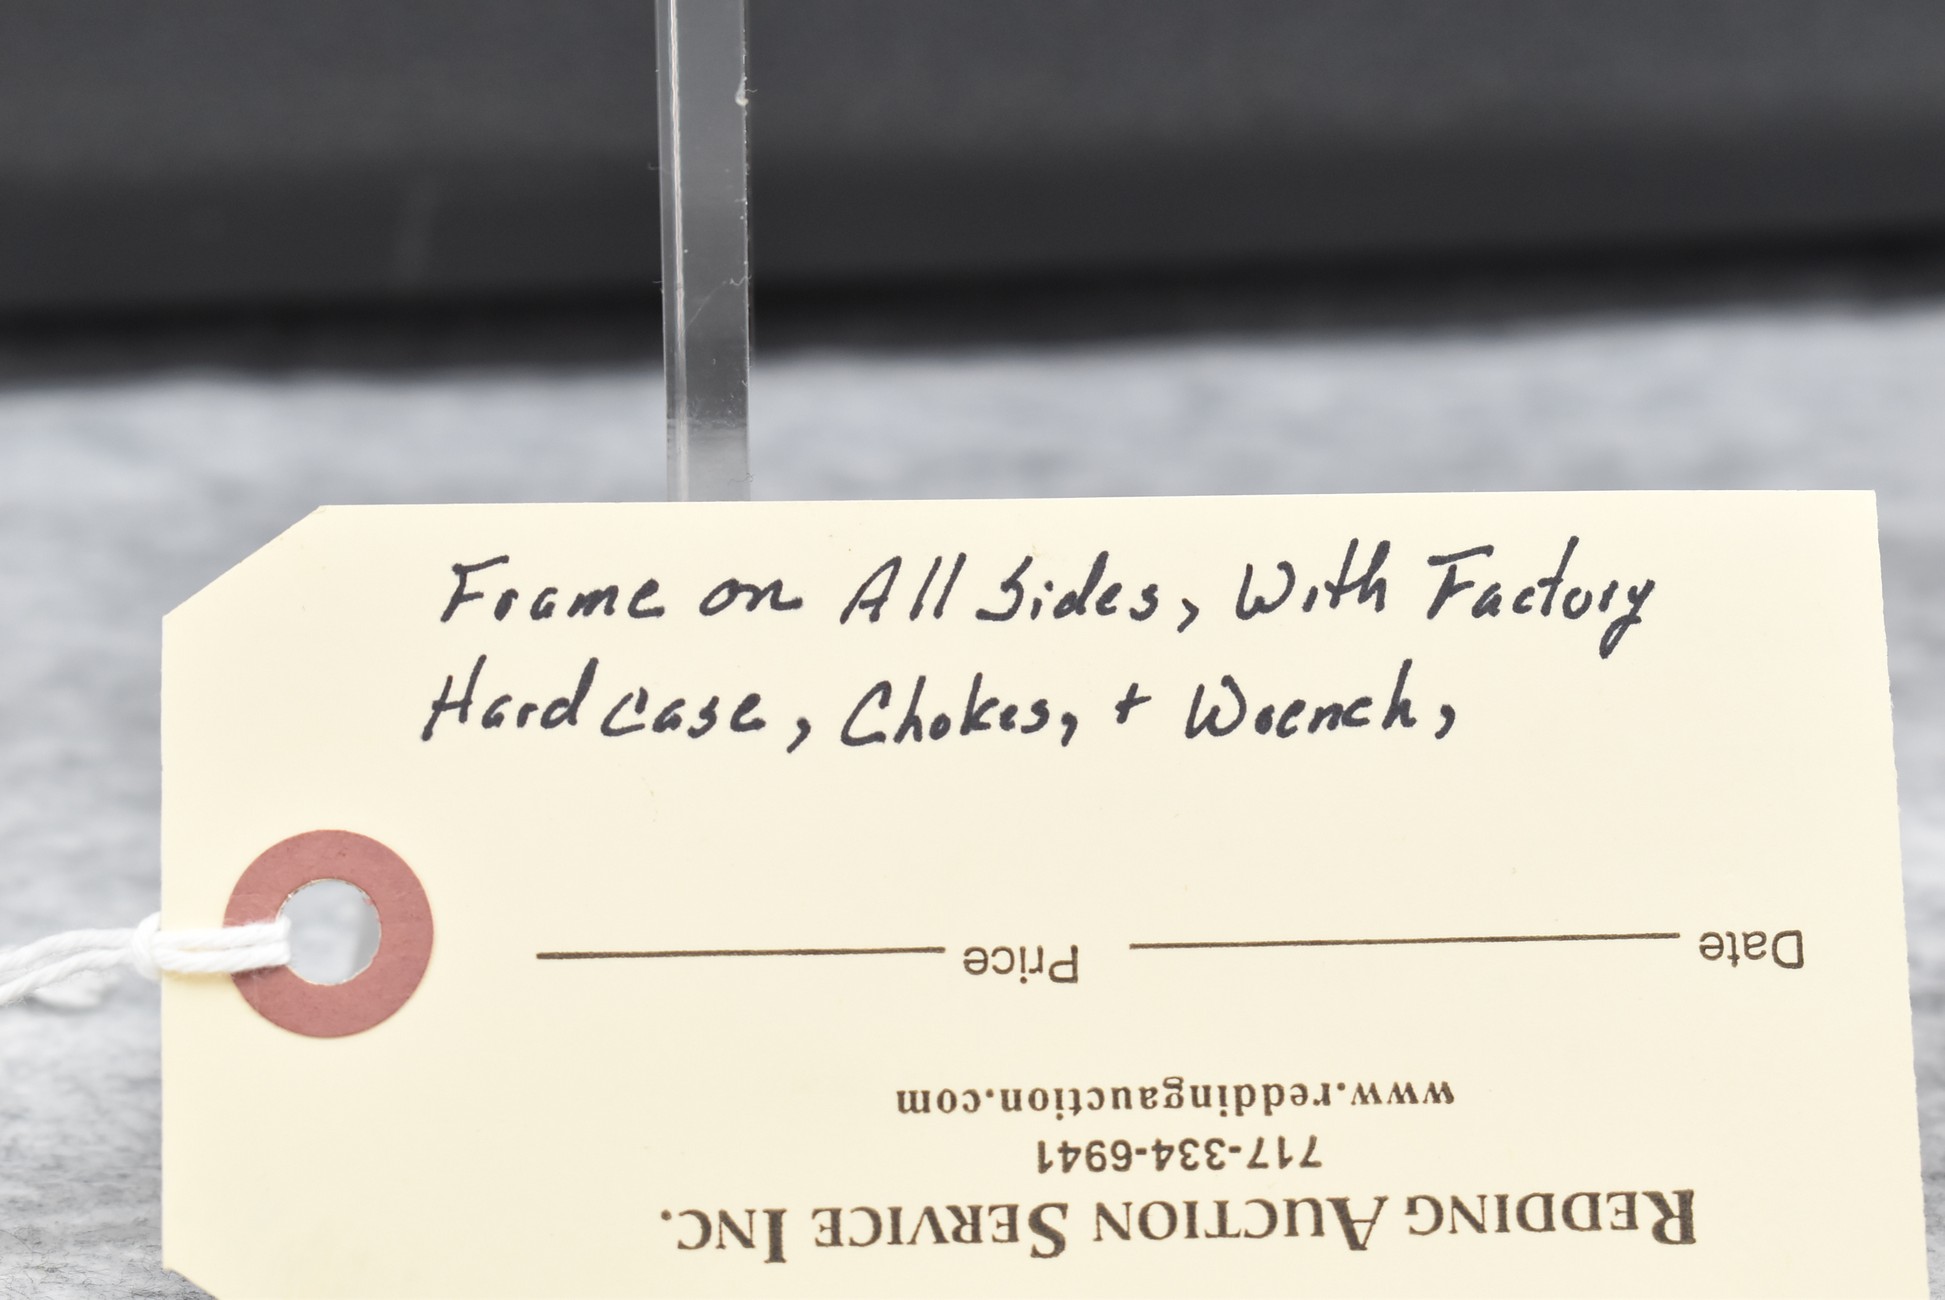 Frame on All Sides, With Factory
Hard case, Chokes, + Wrench,
Date Price
www.reddingauction.com
717-334-6941
REDDING AUCTION SERVICE INC.